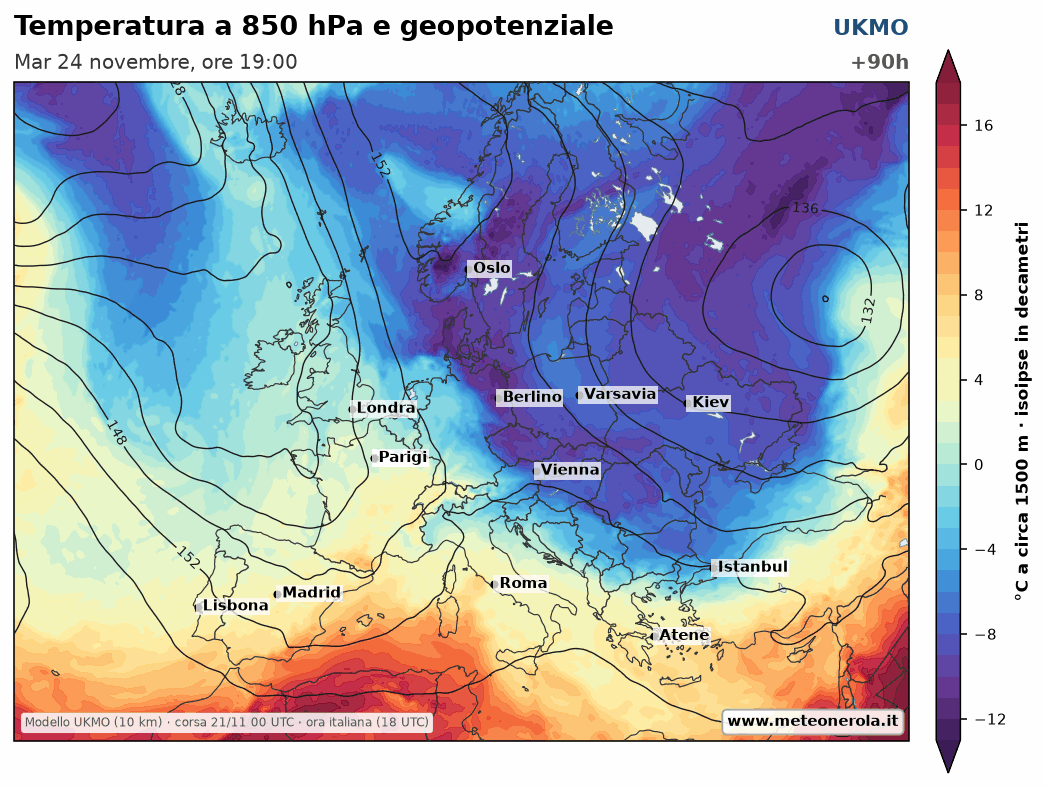 Temperatura a 850 hPa e geopotenziale
UKMO
Mar 24 novembre, ore 19:00
+90h
152
136
132
148
152
Oslo
Londra
Berlino
Varsavia
Kiev
Parigi
Vienna
Istanbul
Roma
Madrid
Lisbona
Atene
Modello UKMO (10 km) · corsa 21/11 00 UTC · ora italiana (18 UTC)
www.meteonerola.it
16
12
8
4
0
−4
−8
−12
°C a circa 1500 m · isoipse in decametri